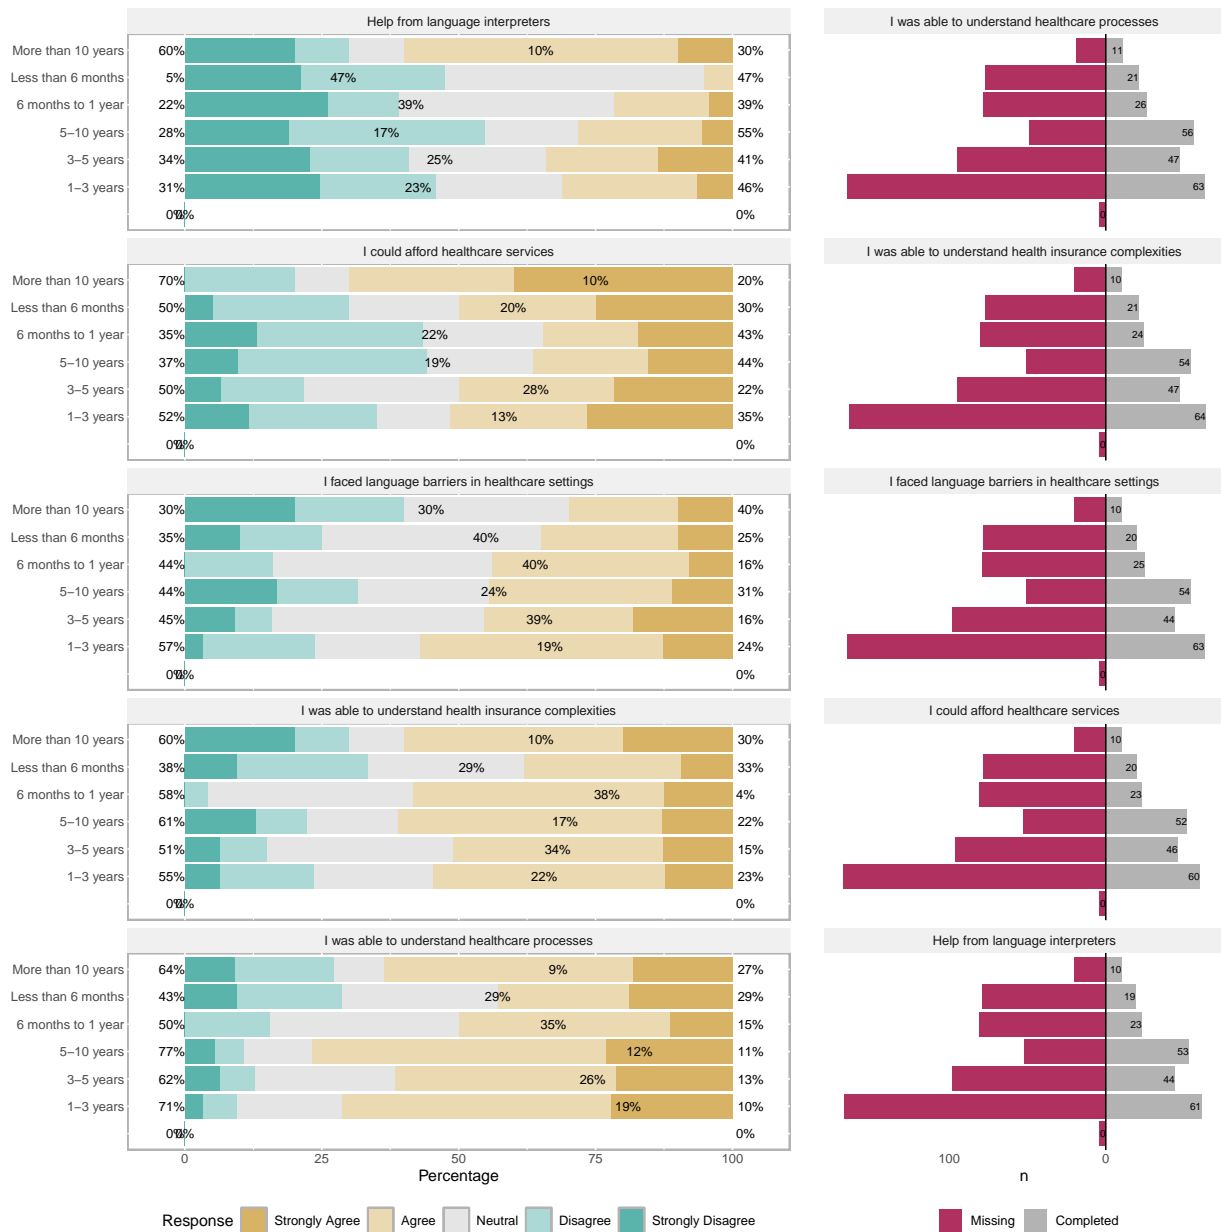 Help from language interpreters
More than 10 years 60% 10% 30%
Less than 6 months 5% 47% 47%
6 months to 1 year 22% 39% 39%
5–10 years 28% 17% 55%
3–5 years 34% 25% 41%
1–3 years 31% 23% 46%
0% 0% 0%
I could afford healthcare services
More than 10 years 70% 10% 20%
Less than 6 months 50% 20% 30%
6 months to 1 year 35% 22% 43%
5–10 years 37% 19% 44%
3–5 years 50% 28% 22%
1–3 years 52% 13% 35%
0% 0% 0%
I faced language barriers in healthcare settings
More than 10 years 30% 30% 40%
Less than 6 months 35% 40% 25%
6 months to 1 year 44% 40% 16%
5–10 years 44% 24% 31%
3–5 years 45% 39% 16%
1–3 years 57% 19% 24%
0% 0% 0%
I was able to understand health insurance complexities
More than 10 years 60% 10% 30%
Less than 6 months 38% 29% 33%
6 months to 1 year 58% 38% 4%
5–10 years 61% 17% 22%
3–5 years 51% 34% 15%
1–3 years 55% 22% 23%
0% 0% 0%
I was able to understand healthcare processes
More than 10 years 64% 9% 27%
Less than 6 months 43% 29% 29%
6 months to 1 year 50% 35% 15%
5–10 years 77% 12% 11%
3–5 years 62% 26% 13%
1–3 years 71% 19% 10%
0% 0% 0%
0 25 50 75 100
Percentage
Response Strongly Agree Agree Neutral Disagree Strongly Disagree
I was able to understand healthcare processes
11
21
26
56
47
63
0
I was able to understand health insurance complexities
10
21
24
54
47
64
0
I faced language barriers in healthcare settings
10
20
25
54
44
63
0
I could afford healthcare services
10
20
23
52
46
60
0
Help from language interpreters
10
19
23
53
44
61
0
100 0
n
Missing Completed